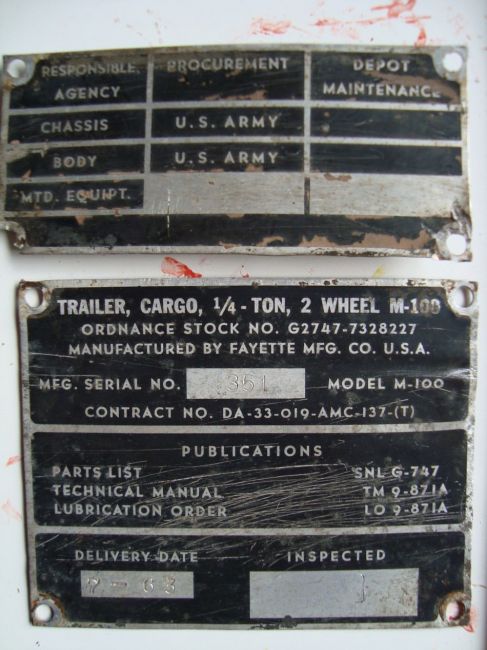 RESPONSIBLE PROCUREMENT DEPOT
AGENCY MAINTENANCE
CHASSIS U.S. ARMY
BODY U.S. ARMY
MTD. EQUIPT.
TRAILER, CARGO, 1/4 - TON, 2 WHEEL M-100
ORDNANCE STOCK NO. G2747-7328227
MANUFACTURED BY FAYETTE MFG. CO. U.S.A.
MFG. SERIAL NO. 351 MODEL M-100
CONTRACT NO. DA-33-019-AMC-137-(T)
PUBLICATIONS
PARTS LIST SNL G-747
TECHNICAL MANUAL TM 9-871A
LUBRICATION ORDER LO 9-871A
DELIVERY DATE INSPECTED
7 - 63